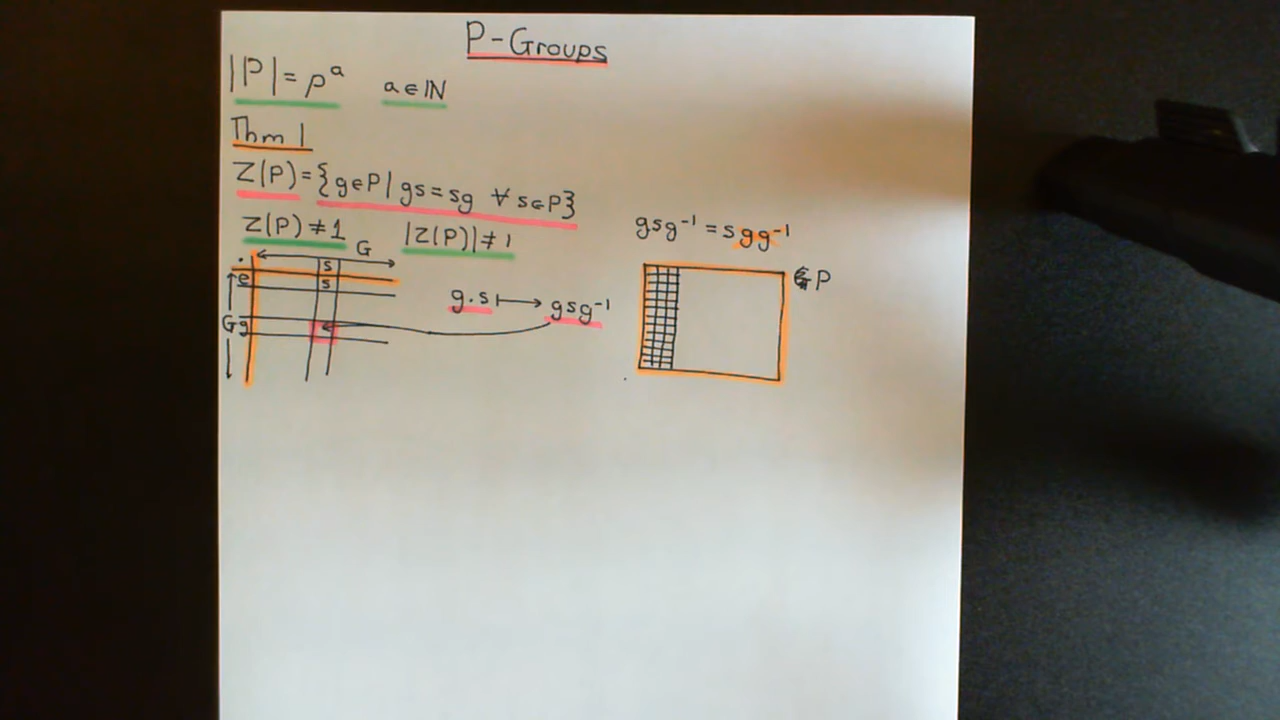 P-Groups
|P| = p^a a ∈ ℕ
Thm 1
Z(P) = {g∈P | gs = sg ∀ s∈P}
Z(P) ≠ 1 |Z(P)| ≠ 1
gsg⁻¹ = sgg⁻¹
G
· s
e s
G g
g.s ⟼ gsg⁻¹
P